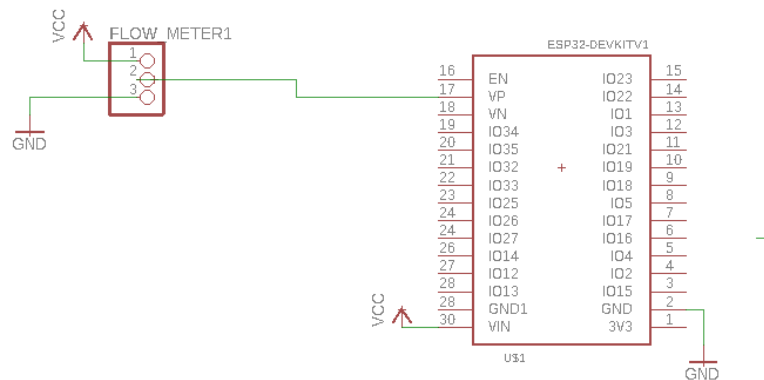 VCC
FLOW_METER1
1
2
3
GND
ESP32-DEVKITV1
16 EN IO23 15
17 VP IO22 14
18 VN IO1 13
19 IO34 IO3 12
20 IO35 IO21 11
21 IO32 IO19 10
22 IO33 IO18 9
23 IO25 IO5 8
24 IO26 IO17 7
24 IO27 IO16 6
26 IO14 IO4 5
27 IO12 IO2 4
28 IO13 IO15 3
28 GND1 GND 2
VCC
30 VIN 3V3 1
U$1
GND